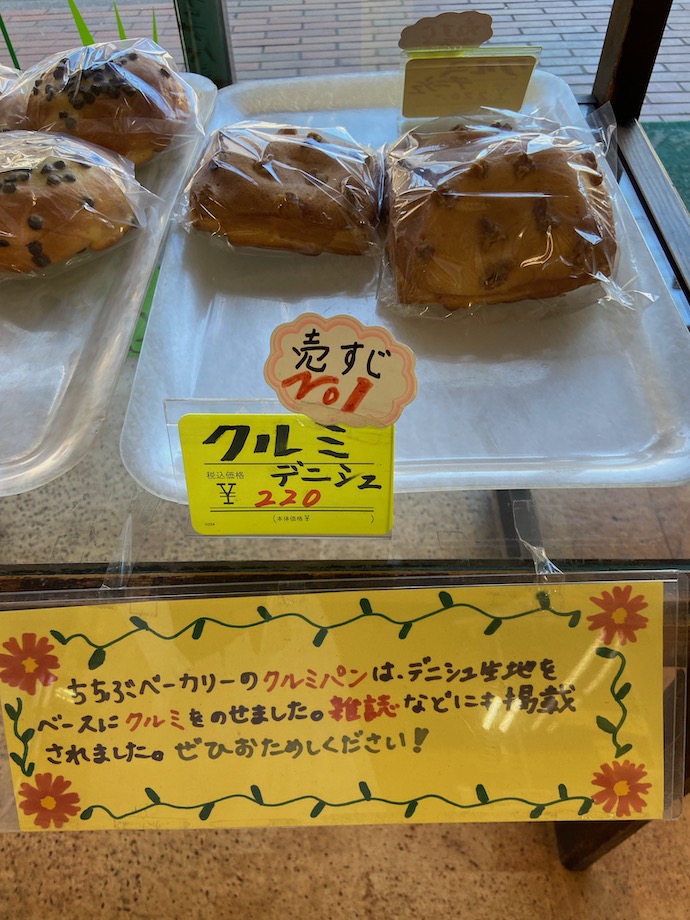 売すじ
No1
クルミ
デニシュ
税込価格
¥ 220
(本体価格¥ )
ちちぶベーカリーのクルミパンは、デニシュ生地を
ベースにクルミをのせました。雑誌などにも掲載
されました。ぜひおためしください!